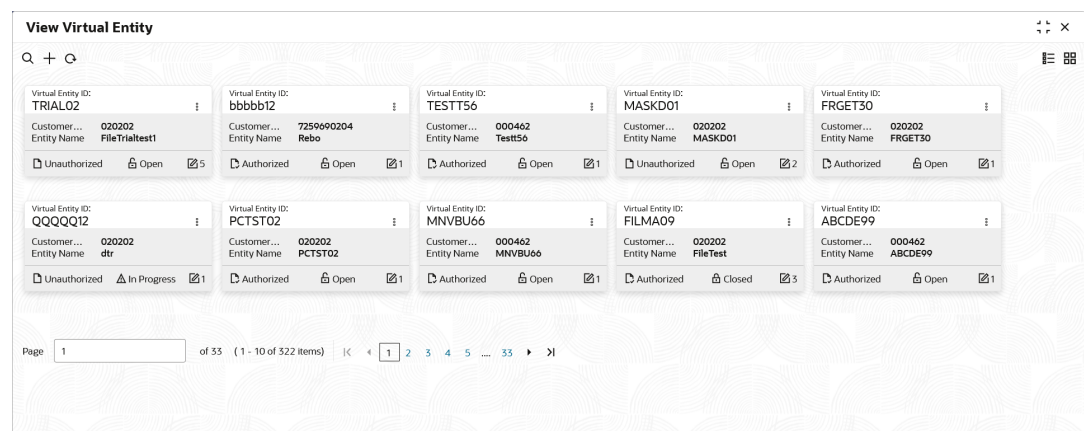 View Virtual Entity
Virtual Entity ID:
TRIAL02
Customer... 020202
Entity Name FileTrialtest1
Unauthorized Open 5
Virtual Entity ID:
bbbbb12
Customer... 7259690204
Entity Name Rebo
Authorized Open 1
Virtual Entity ID:
TESTT56
Customer... 000462
Entity Name Testt56
Authorized Open 1
Virtual Entity ID:
MASKD01
Customer... 020202
Entity Name MASKD01
Unauthorized Open 2
Virtual Entity ID:
FRGET30
Customer... 020202
Entity Name FRGET30
Authorized Open 1
Virtual Entity ID:
QQQQQ12
Customer... 020202
Entity Name dtr
Unauthorized In Progress 1
Virtual Entity ID:
PCTST02
Customer... 020202
Entity Name PCTST02
Authorized Open 1
Virtual Entity ID:
MNVBU66
Customer... 000462
Entity Name MNVBU66
Authorized Open 1
Virtual Entity ID:
FILMA09
Customer... 020202
Entity Name FileTest
Authorized Closed 3
Virtual Entity ID:
ABCDE99
Customer... 000462
Entity Name ABCDE99
Authorized Open 1
Page 1 of 33 ( 1 - 10 of 322 items) 1 2 3 4 5 .... 33